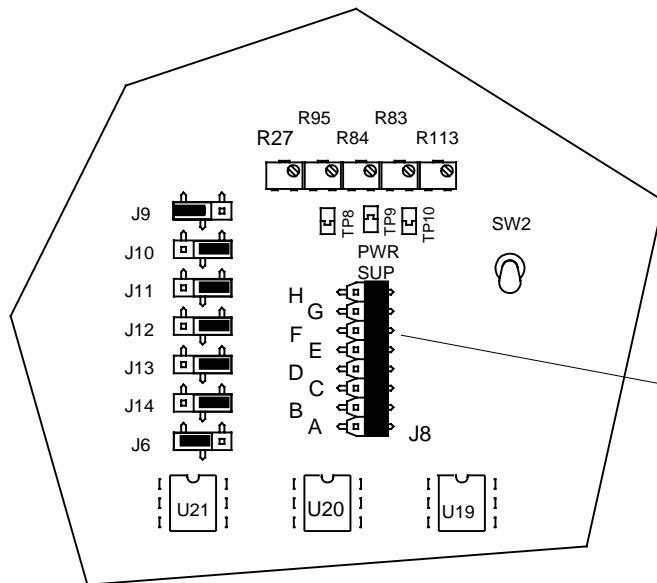 R95 R83
R27 R84 R113
J9
TP8 TP9 TP10
SW2
J10
PWR
SUP
J11
H
G
J12
F
E
J13
D
C
J14
B
A
J8
J6
U21 U20 U19